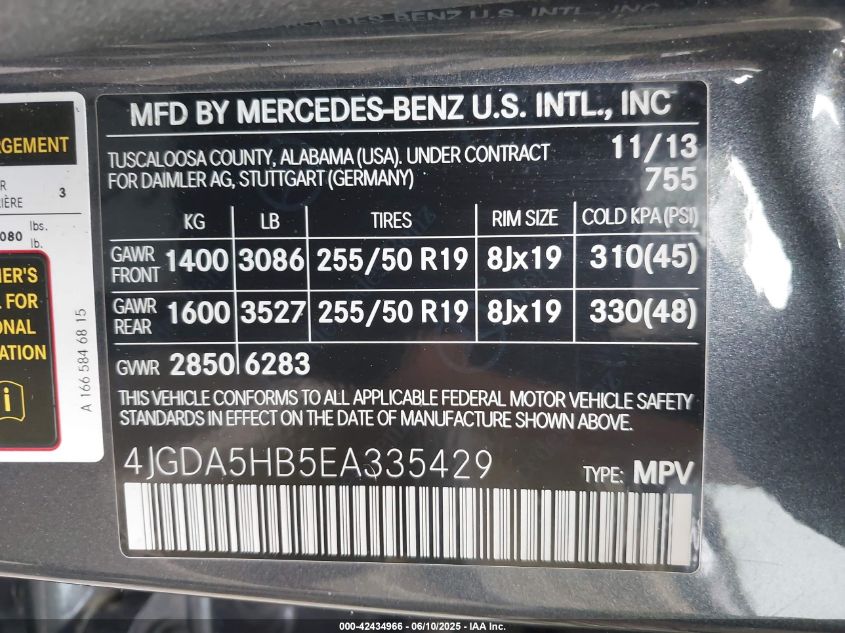 MFD BY MERCEDES-BENZ U.S. INTL., INC
TUSCALOOSA COUNTY, ALABAMA (USA). UNDER CONTRACT 11/13
FOR DAIMLER AG, STUTTGART (GERMANY) 755
KG LB TIRES RIM SIZE COLD KPA (PSI)
GAWR FRONT 1400 3086 255/50 R19 8Jx19 310(45)
GAWR REAR 1600 3527 255/50 R19 8Jx19 330(48)
GVWR 2850 6283
THIS VEHICLE CONFORMS TO ALL APPLICABLE FEDERAL MOTOR VEHICLE SAFETY
STANDARDS IN EFFECT ON THE DATE OF MANUFACTURE SHOWN ABOVE.
4JGDA5HB5EA335429 TYPE: MPV
A 166 584 68 15
3
080 lbs.
lb.
FOR
000-42434966 - 06/10/2025 - IAA Inc.